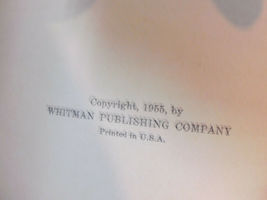 Copyright, 1955, by
WHITMAN PUBLISHING COMPANY
Printed in U.S.A.